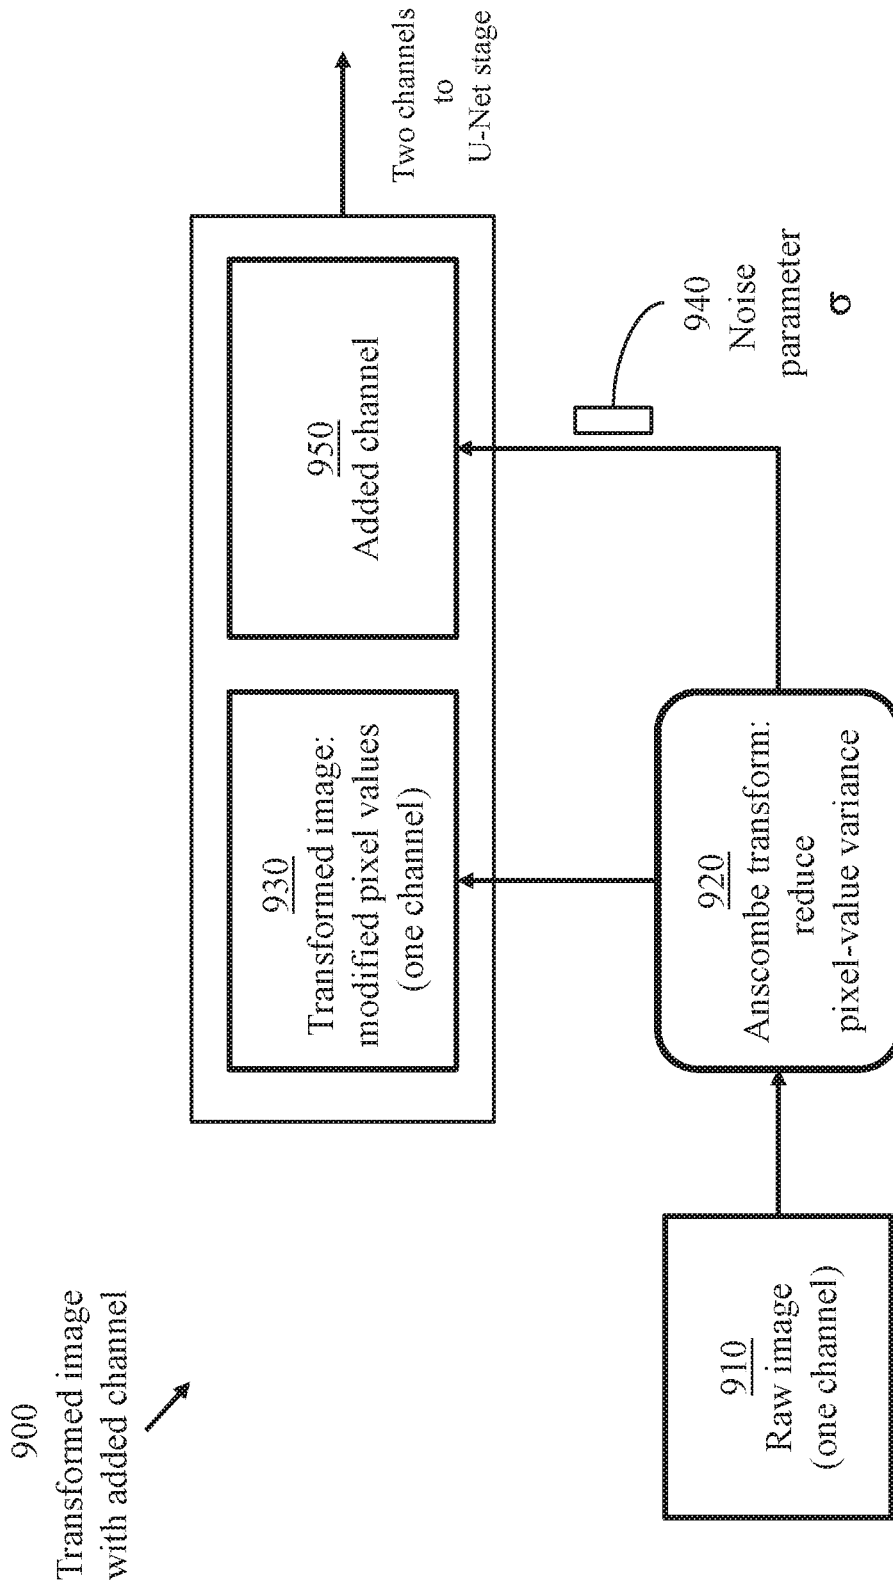 900
Transformed image
with added channel
910
Raw image
(one channel)
920
Anscombe transform:
reduce
pixel-value variance
930
Transformed image:
modified pixel values
(one channel)
940
Noise
parameter
σ
950
Added channel
Two channels
to
U-Net stage